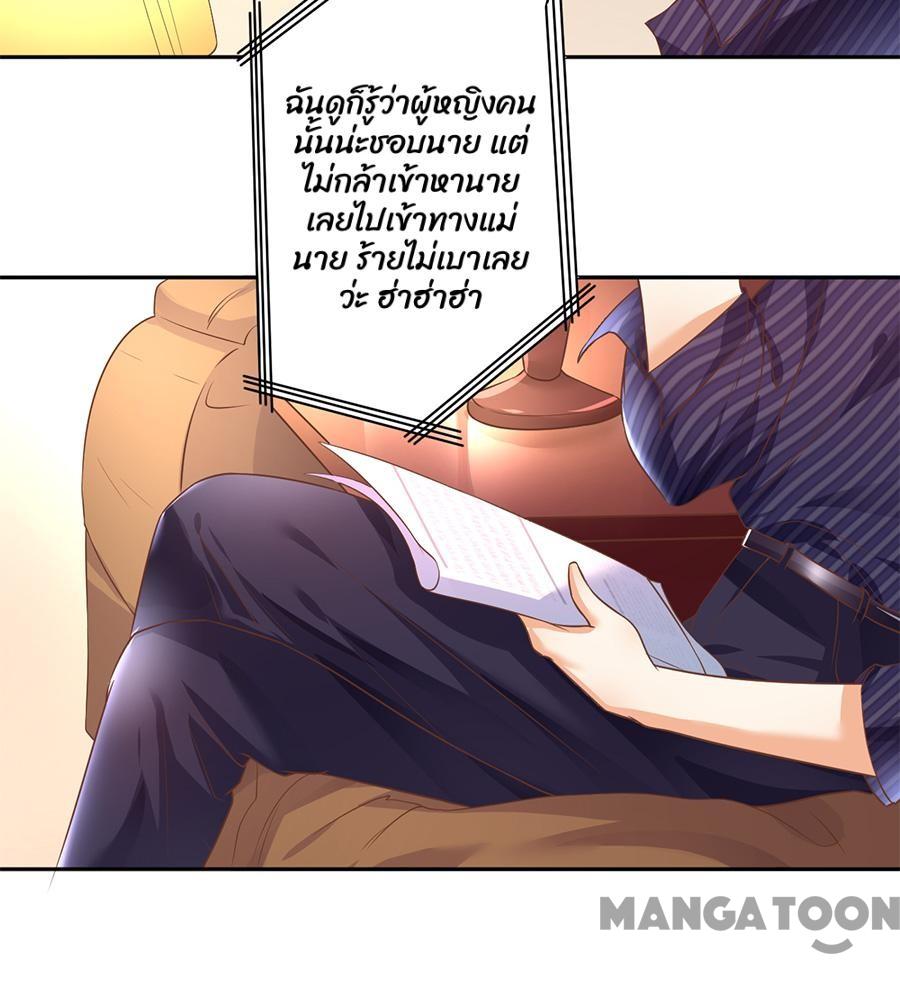 ฉันดูก็รู้ว่าผู้หญิงคน
นั้นน่ะชอบนาย แต่
ไม่กล้าเข้าหานาย
เลยไปเข้าทางแม่
นาย ร้ายไม่เบาเลย
ว่ะ ฮ่าฮ่าฮ่า
MANGATOON